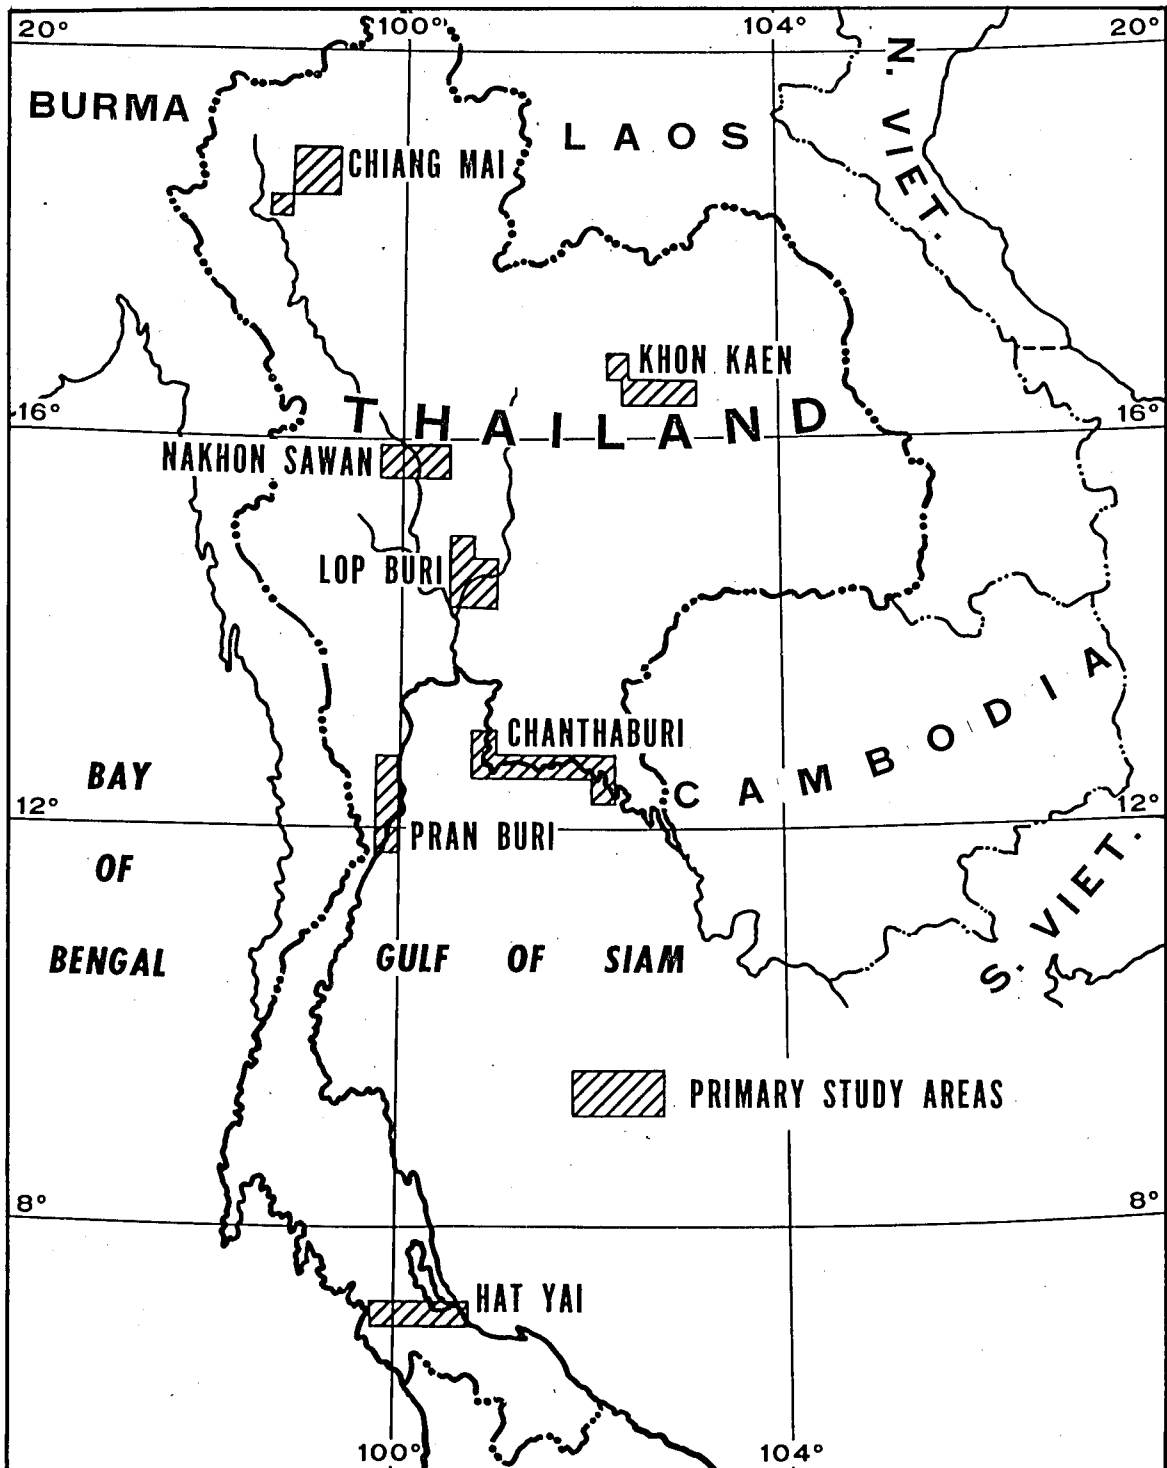 20° 100° 104° 20°
BURMA
LAOS
N. VIET.
CHIANG MAI
KHON KAEN
16° THAILAND 16°
NAKHON SAWAN
LOP BURI
CHANTHABURI
CAMBODIA
12° 12°
PRAN BURI
BAY
OF
BENGAL
GULF OF SIAM
S. VIET.
PRIMARY STUDY AREAS
8° 8°
HAT YAI
100° 104°